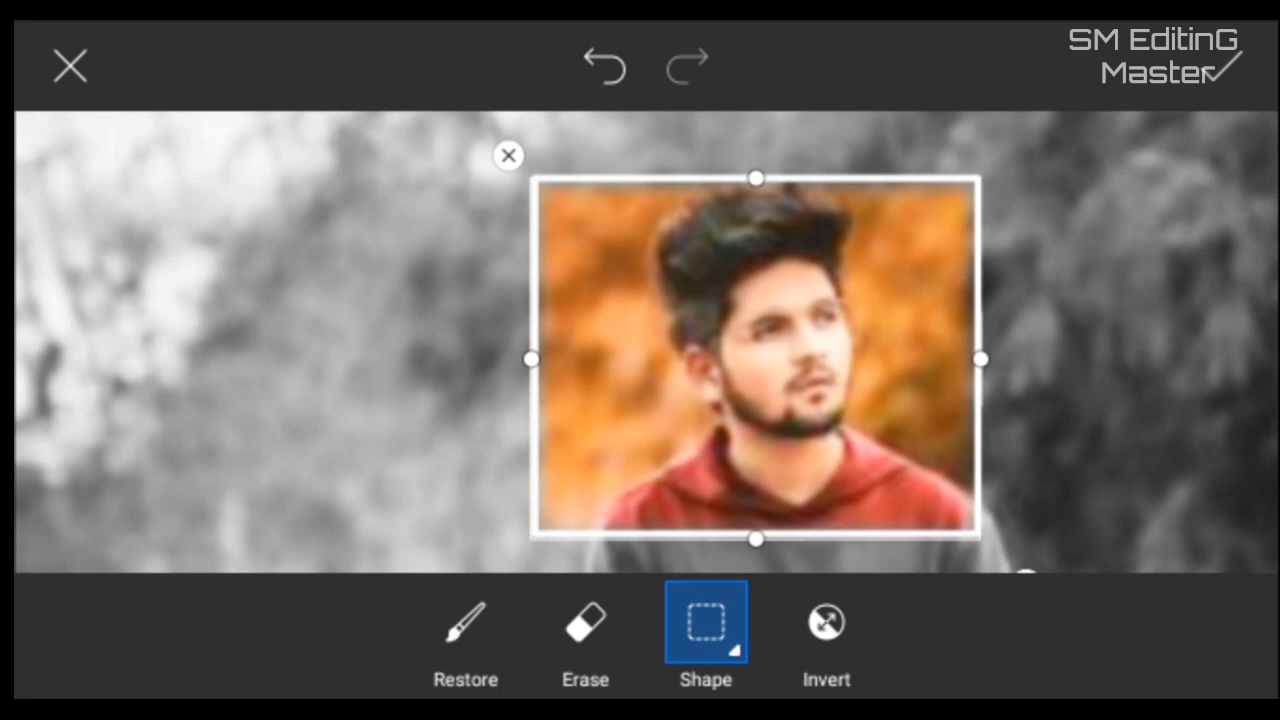 SM EditinG
Master
Restore
Erase
Shape
Invert